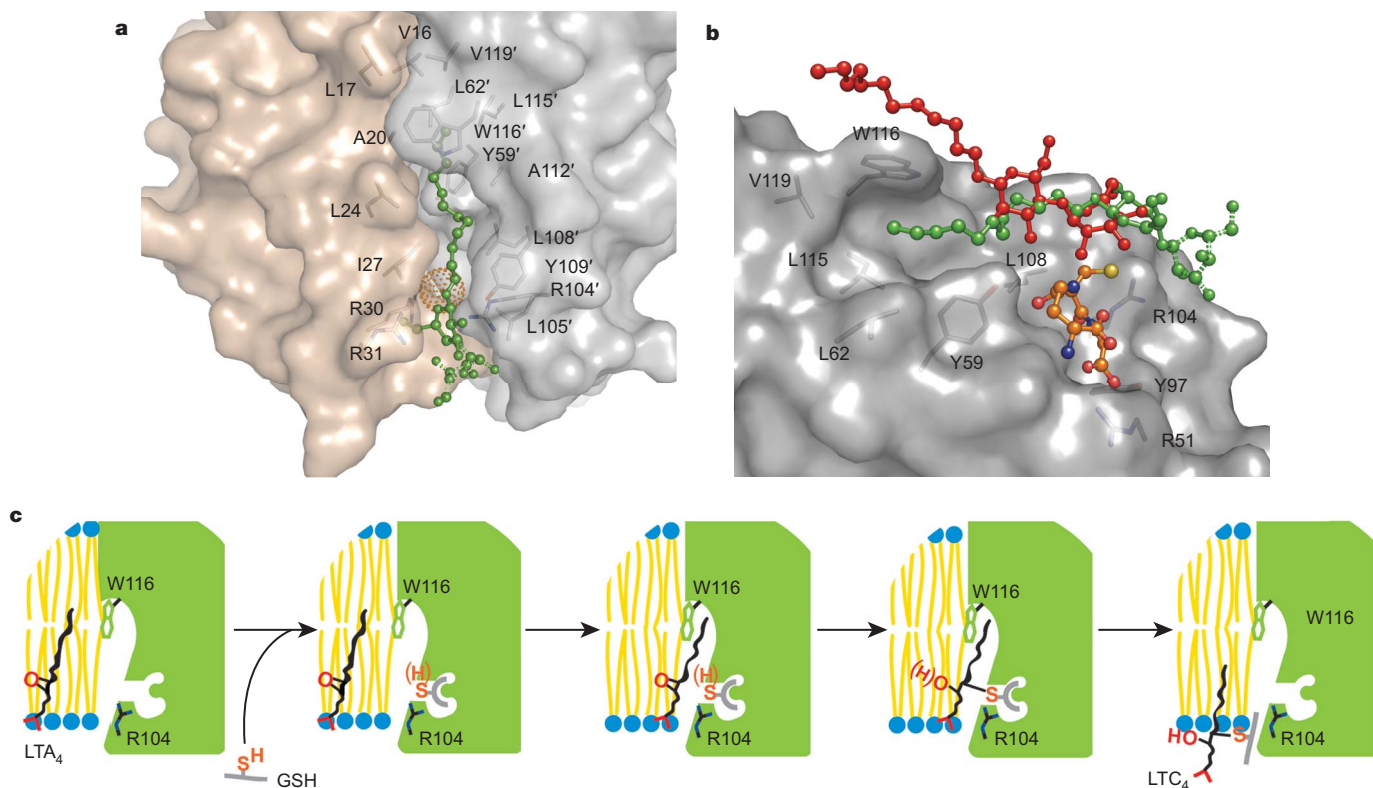 a
V16
V119′
L17
L62′
L115′
A20
W116′
Y59′
A112′
L24
L108′
I27
Y109′
R30
R104′
L105′
R31
b
W116
V119
L115
L108
R104
L62
Y59
Y97
R51
c
W116
O
R104
LTA4
SH
GSH
W116
O
(H)
S
R104
W116
O
(H)
S
R104
W116
(H)O
S
R104
W116
HO
S
R104
LTC4